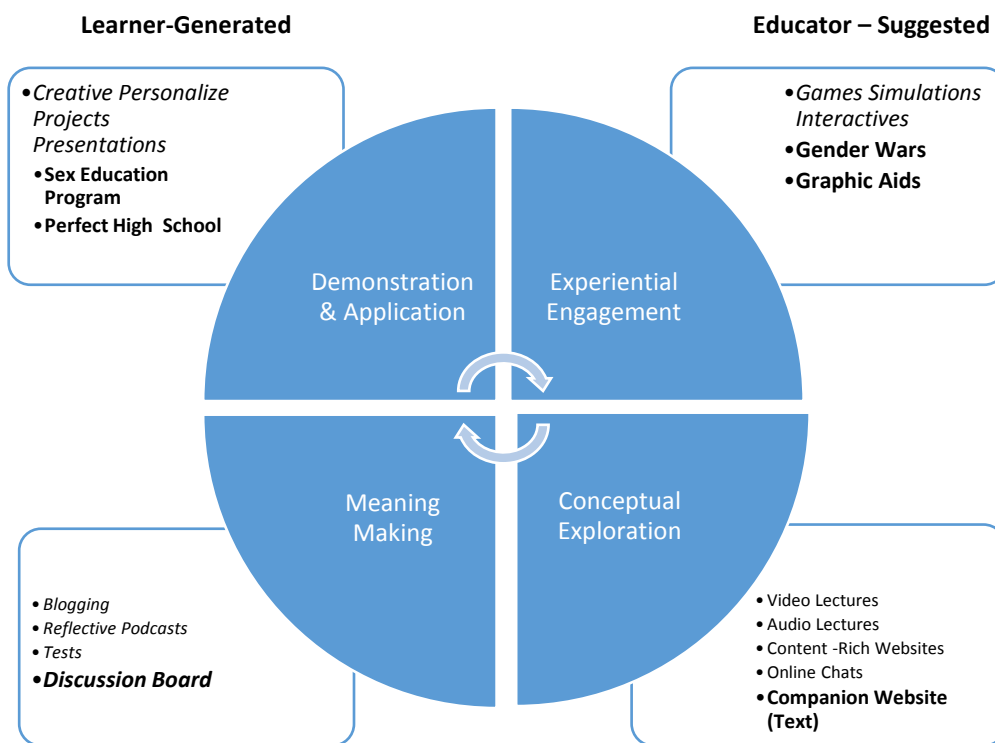 Learner-Generated
Educator – Suggested
•Creative Personalize
Projects
Presentations
•Sex Education
Program
•Perfect High  School
•Games Simulations
Interactives
•Gender Wars
•Graphic Aids
Demonstration
& Application
Experiential
Engagement
Meaning
Making
Conceptual
Exploration
• Blogging
• Reflective Podcasts
• Tests
•Discussion Board
• Video Lectures
• Audio Lectures
• Content -Rich Websites
• Online Chats
• Companion Website
(Text)